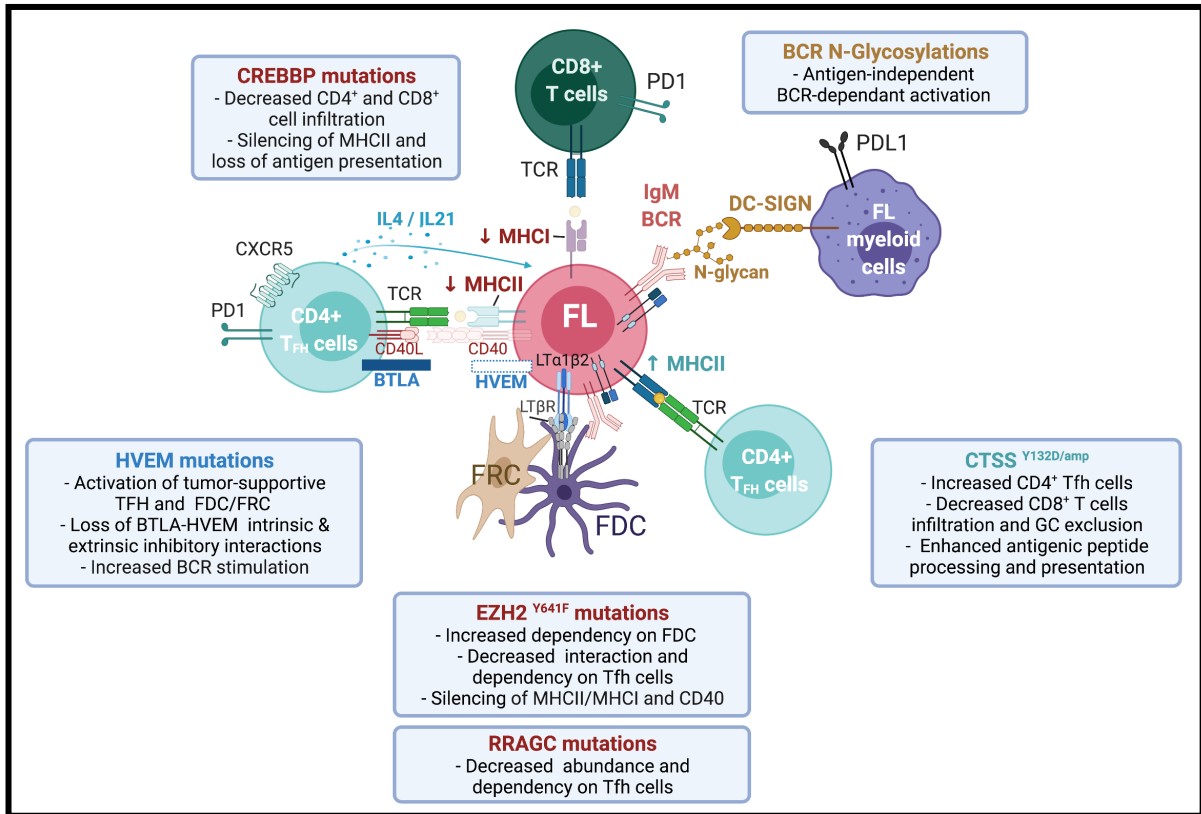 CREBBP mutations
- Decreased CD4⁺ and CD8⁺
cell infiltration
- Silencing of MHCII and
loss of antigen presentation
CD8+
T cells
PD1
TCR
BCR N-Glycosylations
- Antigen-independent
BCR-dependant activation
PDL1
IgM
BCR
DC-SIGN
N-glycan
FL
myeloid
cells
IL4 / IL21
↓ MHCI
↓ MHCII
CXCR5
PD1
TCR
CD4+
TFH cells
CD40L
CD40
BTLA
HVEM
FL
LTα1β2
LTβR
↑ MHCII
TCR
CD4+
TFH cells
FRC
FDC
HVEM mutations
- Activation of tumor-supportive
TFH and FDC/FRC
- Loss of BTLA-HVEM intrinsic &
extrinsic inhibitory interactions
- Increased BCR stimulation
CTSS Y132D/amp
- Increased CD4⁺ Tfh cells
- Decreased CD8⁺ T cells
infiltration and GC exclusion
- Enhanced antigenic peptide
processing and presentation
EZH2 Y641F mutations
- Increased dependency on FDC
- Decreased interaction and
dependency on Tfh cells
- Silencing of MHCII/MHCI and CD40
RRAGC mutations
- Decreased abundance and
dependency on Tfh cells